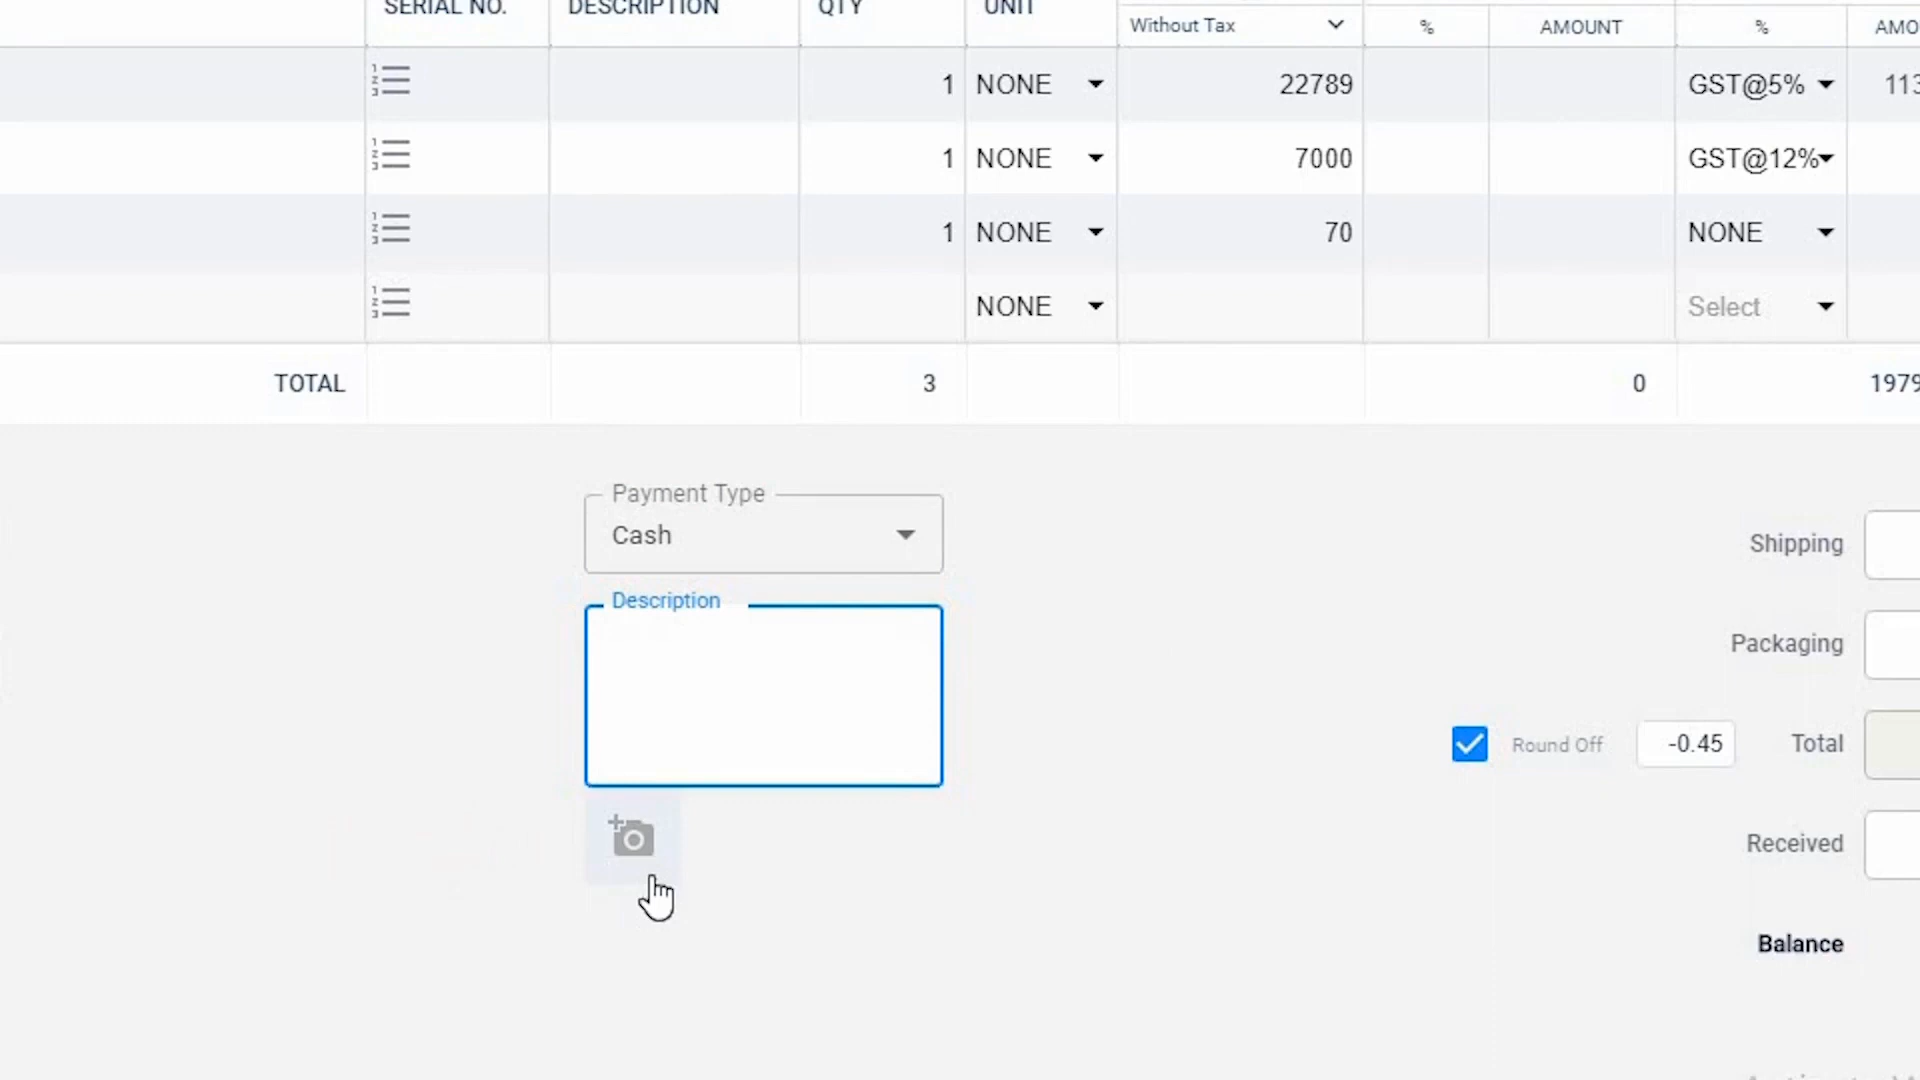 SERIAL NO. DESCRIPTION QTY UNIT
Without Tax % AMOUNT %
1 NONE 22789 GST@5%
1 NONE 7000 GST@12%
1 NONE 70 NONE
NONE Select
TOTAL 3 0
Payment Type
Cash
Description
Shipping
Packaging
Round Off -0.45 Total
Received
Balance